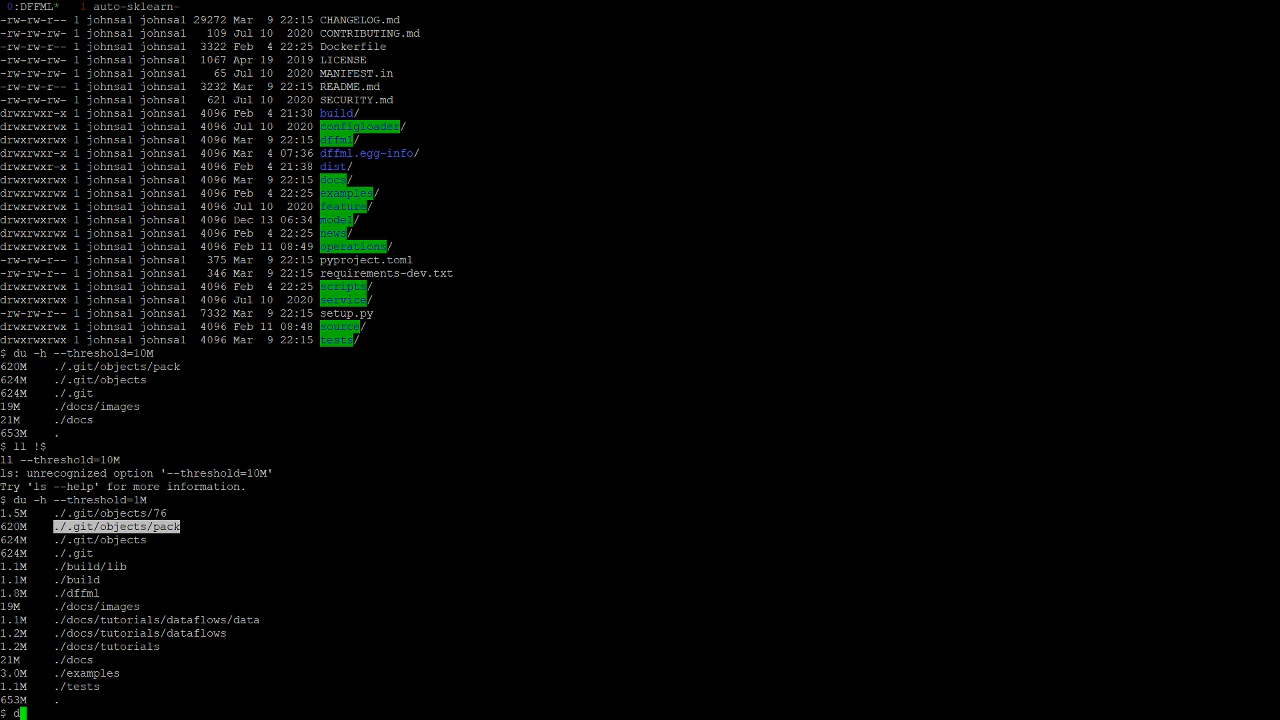 0:DFFML* 1 auto-sklearn-
-rw-rw-r-- 1 johnsa1 johnsa1 29272 Mar 9 22:15 CHANGELOG.md
-rw-rw-rw- 1 johnsa1 johnsa1 109 Jul 10 2020 CONTRIBUTING.md
-rw-rw-r-- 1 johnsa1 johnsa1 3322 Feb 4 22:25 Dockerfile
-rw-rw-rw- 1 johnsa1 johnsa1 1067 Apr 19 2019 LICENSE
-rw-rw-rw- 1 johnsa1 johnsa1 65 Jul 10 2020 MANIFEST.in
-rw-rw-r-- 1 johnsa1 johnsa1 3232 Mar 9 22:15 README.md
-rw-rw-rw- 1 johnsa1 johnsa1 621 Jul 10 2020 SECURITY.md
drwxrwxr-x 1 johnsa1 johnsa1 4096 Feb 4 21:38 build/
drwxrwxrwx 1 johnsa1 johnsa1 4096 Jul 10 2020 configloader/
drwxrwxrwx 1 johnsa1 johnsa1 4096 Mar 9 22:15 dffml/
drwxrwxr-x 1 johnsa1 johnsa1 4096 Mar 4 07:36 dffml.egg-info/
drwxrwxr-x 1 johnsa1 johnsa1 4096 Feb 4 21:38 dist/
drwxrwxrwx 1 johnsa1 johnsa1 4096 Mar 9 22:15 docs/
drwxrwxrwx 1 johnsa1 johnsa1 4096 Feb 4 22:25 examples/
drwxrwxrwx 1 johnsa1 johnsa1 4096 Jul 10 2020 feature/
drwxrwxrwx 1 johnsa1 johnsa1 4096 Dec 13 06:34 model/
drwxrwxrwx 1 johnsa1 johnsa1 4096 Feb 4 22:25 news/
drwxrwxrwx 1 johnsa1 johnsa1 4096 Feb 11 08:49 operations/
-rw-rw-rw- 1 johnsa1 johnsa1 375 Mar 9 22:15 pyproject.toml
-rw-rw-rw- 1 johnsa1 johnsa1 346 Mar 9 22:15 requirements-dev.txt
drwxrwxrwx 1 johnsa1 johnsa1 4096 Feb 4 22:25 scripts/
drwxrwxrwx 1 johnsa1 johnsa1 4096 Jul 10 2020 service/
-rw-rw-r-- 1 johnsa1 johnsa1 7332 Mar 9 22:15 setup.py
drwxrwxrwx 1 johnsa1 johnsa1 4096 Feb 11 08:48 source/
drwxrwxrwx 1 johnsa1 johnsa1 4096 Mar 9 22:15 tests/
$ du -h --threshold=10M
620M ./.git/objects/pack
624M ./.git/objects
624M ./.git
19M ./docs/images
21M ./docs
653M .
$ ll !$
ll --threshold=10M
ls: unrecognized option '--threshold=10M'
Try 'ls --help' for more information.
$ du -h --threshold=1M
1.5M ./.git/objects/76
620M ./.git/objects/pack
624M ./.git/objects
624M ./.git
1.1M ./build/lib
1.1M ./build
1.8M ./dffml
19M ./docs/images
1.1M ./docs/tutorials/dataflows/data
1.2M ./docs/tutorials/dataflows
1.2M ./docs/tutorials
21M ./docs
3.0M ./examples
1.1M ./tests
653M .
$ d